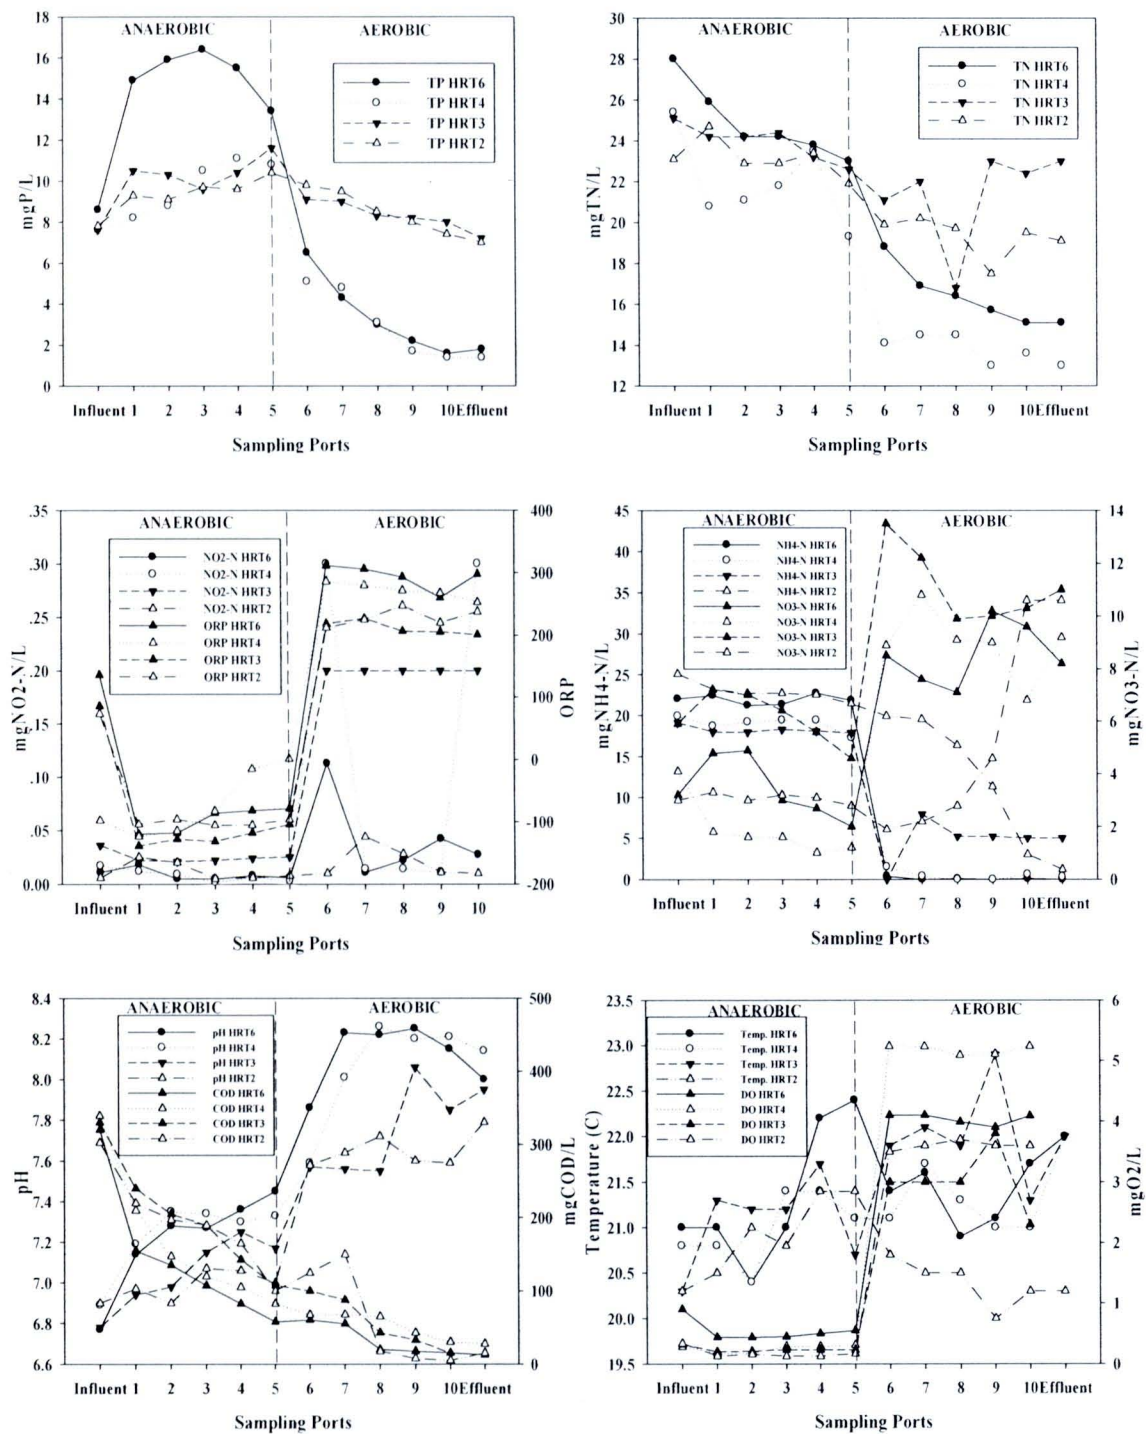 18
16
14
12
10
8
6
4
2
0
mgP/L
ANAEROBIC
AEROBIC
TP HRT6
TP HRT4
TP HRT3
TP HRT2
Influent 1 2 3 4 5 6 7 8 9 10Effluent
Sampling Ports
30
28
26
24
22
20
18
16
14
12
mgTN/L
ANAEROBIC
AEROBIC
TN HRT6
TN HRT4
TN HRT3
TN HRT2
Influent 1 2 3 4 5 6 7 8 9 10Effluent
Sampling Ports
.35
.30
.25
.20
.15
.10
.05
0.00
mgNO2-N/L
ANAEROBIC
AEROBIC
NO2-N HRT6
NO2-N HRT4
NO2-N HRT3
NO2-N HRT2
ORP HRT6
ORP HRT4
ORP HRT3
ORP HRT2
400
300
200
100
0
-100
-200
ORP
Influent 1 2 3 4 5 6 7 8 9 10
Sampling Ports
45
40
35
30
25
20
15
10
5
0
mgNH4-N/L
ANAEROBIC
AEROBIC
NH4-N HRT6
NH4-N HRT4
NH4-N HRT3
NH4-N HRT2
NO3-N HRT6
NO3-N HRT4
NO3-N HRT3
NO3-N HRT2
14
12
10
8
6
4
2
0
mgNO3-N/L
Influent 1 2 3 4 5 6 7 8 9 10Effluent
Sampling Ports
8.4
8.2
8.0
7.8
7.6
7.4
7.2
7.0
6.8
6.6
pH
ANAEROBIC
AEROBIC
pH HRT6
pH HRT4
pH HRT3
pH HRT2
COD HRT6
COD HRT4
COD HRT3
COD HRT2
500
400
300
200
100
0
mgCOD/L
Influent 1 2 3 4 5 6 7 8 9 10Effluent
Sampling Ports
23.5
23.0
22.5
22.0
21.5
21.0
20.5
20.0
19.5
Temperature (C)
ANAEROBIC
AEROBIC
Temp. HRT6
Temp. HRT4
Temp. HRT3
Temp. HRT2
DO HRT6
DO HRT4
DO HRT3
DO HRT2
6
5
4
3
2
1
0
mgO2/L
Influent 1 2 3 4 5 6 7 8 9 10Effluent
Sampling Ports